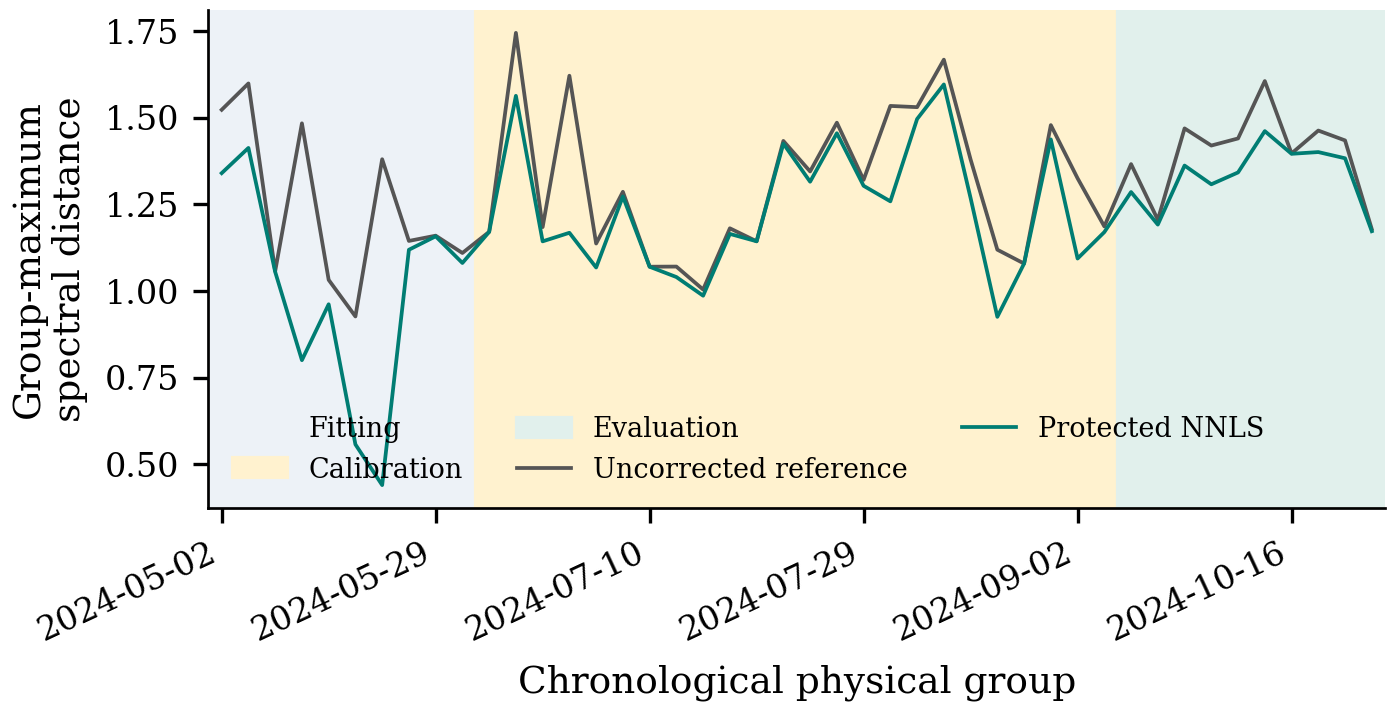 Group-maximum
spectral distance
1.75
1.50
1.25
1.00
0.75
0.50
Fitting
Calibration
Evaluation
Uncorrected reference
Protected NNLS
2024-05-02
2024-05-29
2024-07-10
2024-07-29
2024-09-02
2024-10-16
Chronological physical group